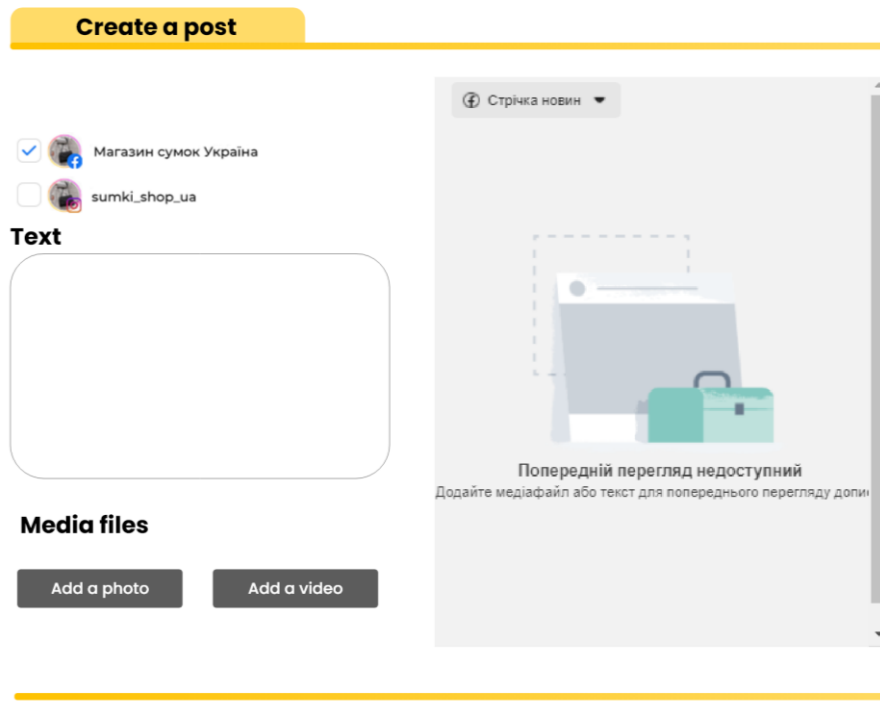 Create a post
Стрічка новин
Магазин сумок Україна
sumki_shop_ua
Text
Попередній перегляд недоступний
Додайте медіафайл або текст для попереднього перегляду
Media files
Add a photo
Add a video